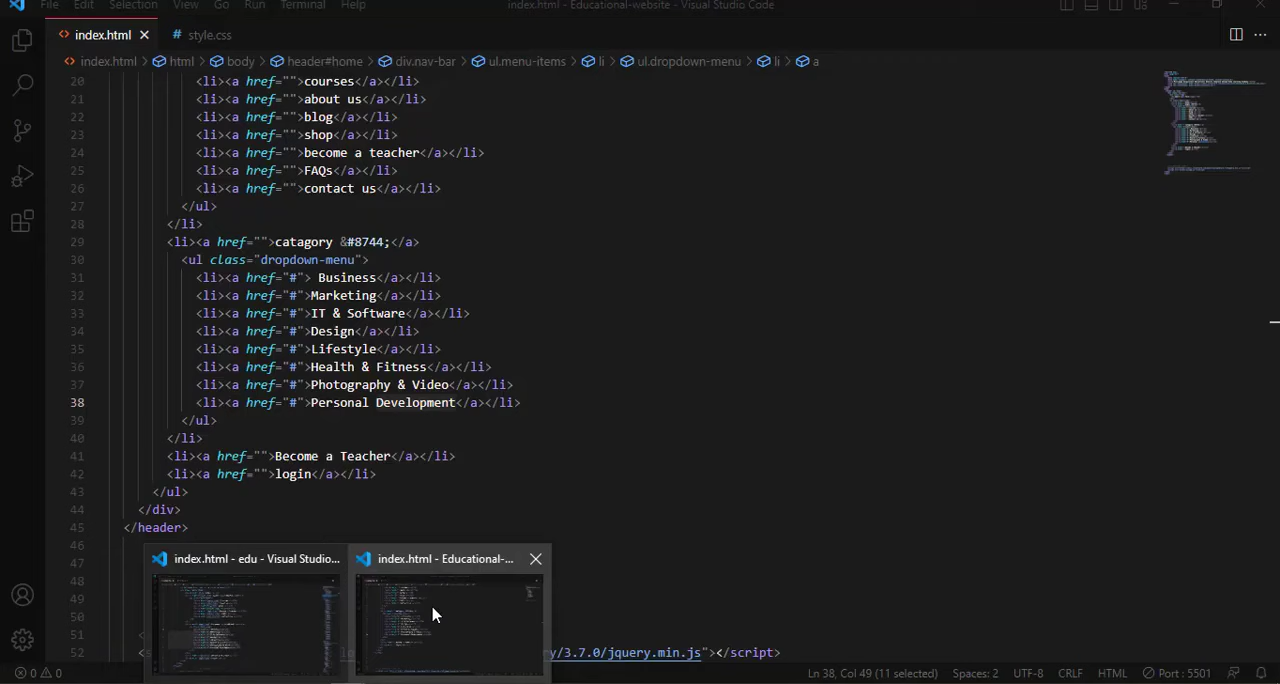 File Edit Selection View Go Run Terminal Help index.html - Educational-website - Visual Studio Code
index.html style.css
index.html > html > body > header#home > div.nav-bar > ul.menu-items > li > ul.dropdown-menu > li > a
20 <li><a href="">courses</a></li>
21 <li><a href="">about us</a></li>
22 <li><a href="">blog</a></li>
23 <li><a href="">shop</a></li>
24 <li><a href="">become a teacher</a></li>
25 <li><a href="">FAQs</a></li>
26 <li><a href="">contact us</a></li>
27 </ul>
28 </li>
29 <li><a href="">catagory &#8744;</a>
30 <ul class="dropdown-menu">
31 <li><a href="#"> Business</a></li>
32 <li><a href="#">Marketing</a></li>
33 <li><a href="#">IT & Software</a></li>
34 <li><a href="#">Design</a></li>
35 <li><a href="#">Lifestyle</a></li>
36 <li><a href="#">Health & Fitness</a></li>
37 <li><a href="#">Photography & Video</a></li>
38 <li><a href="#">Personal Development</a></li>
39 </ul>
40 </li>
41 <li><a href="">Become a Teacher</a></li>
42 <li><a href="">login</a></li>
43 </ul>
44 </div>
45 </header>
46
47
48
49
50
51 <
52 <s y/3.7.0/jquery.min.js"></script>
index.html - edu - Visual Studio... index.html - Educational-...
0 0 Ln 38, Col 49 (11 selected) Spaces: 2 UTF-8 CRLF HTML Port : 5501